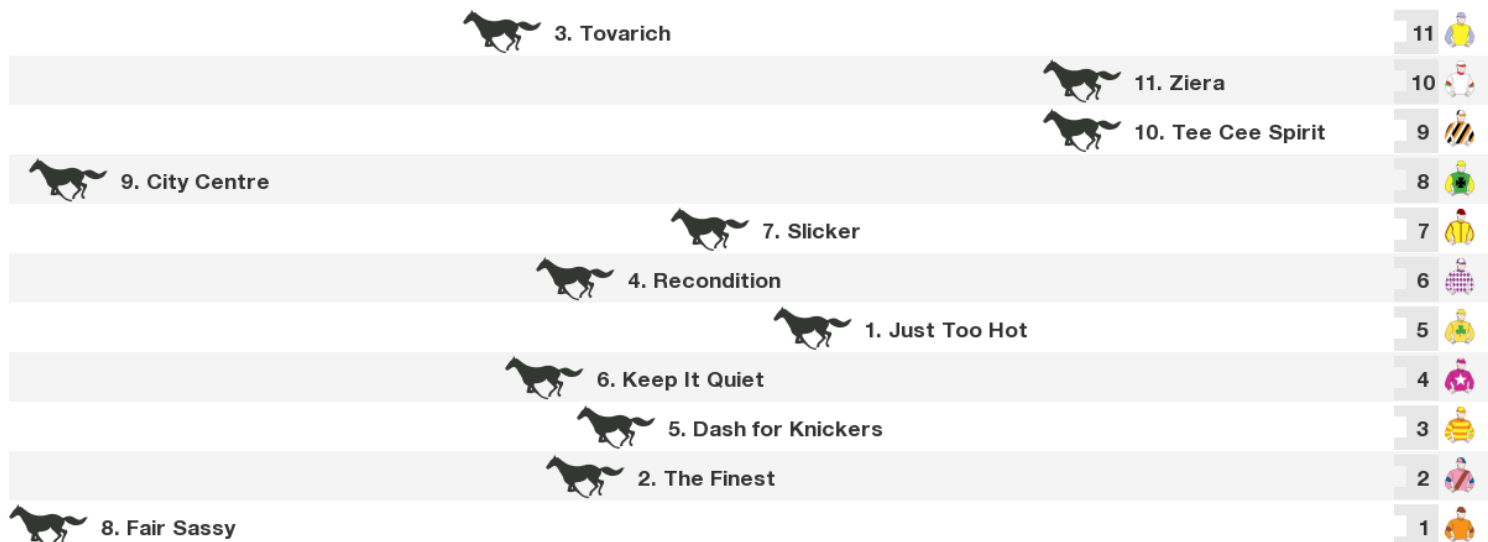 3. Tovarich 11
11. Ziera 10
10. Tee Cee Spirit 9
9. City Centre 8
7. Slicker 7
4. Recondition 6
1. Just Too Hot 5
6. Keep It Quiet 4
5. Dash for Knickers 3
2. The Finest 2
8. Fair Sassy 1